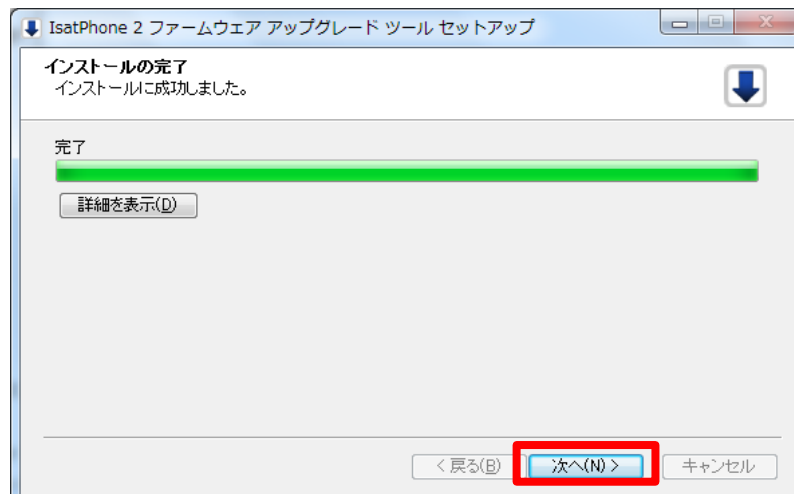 IsatPhone 2 ファームウェア アップグレード ツール セットアップ
インストールの完了
インストールに成功しました。
完了
詳細を表示(D)
< 戻る(B)
次へ(N) >
キャンセル